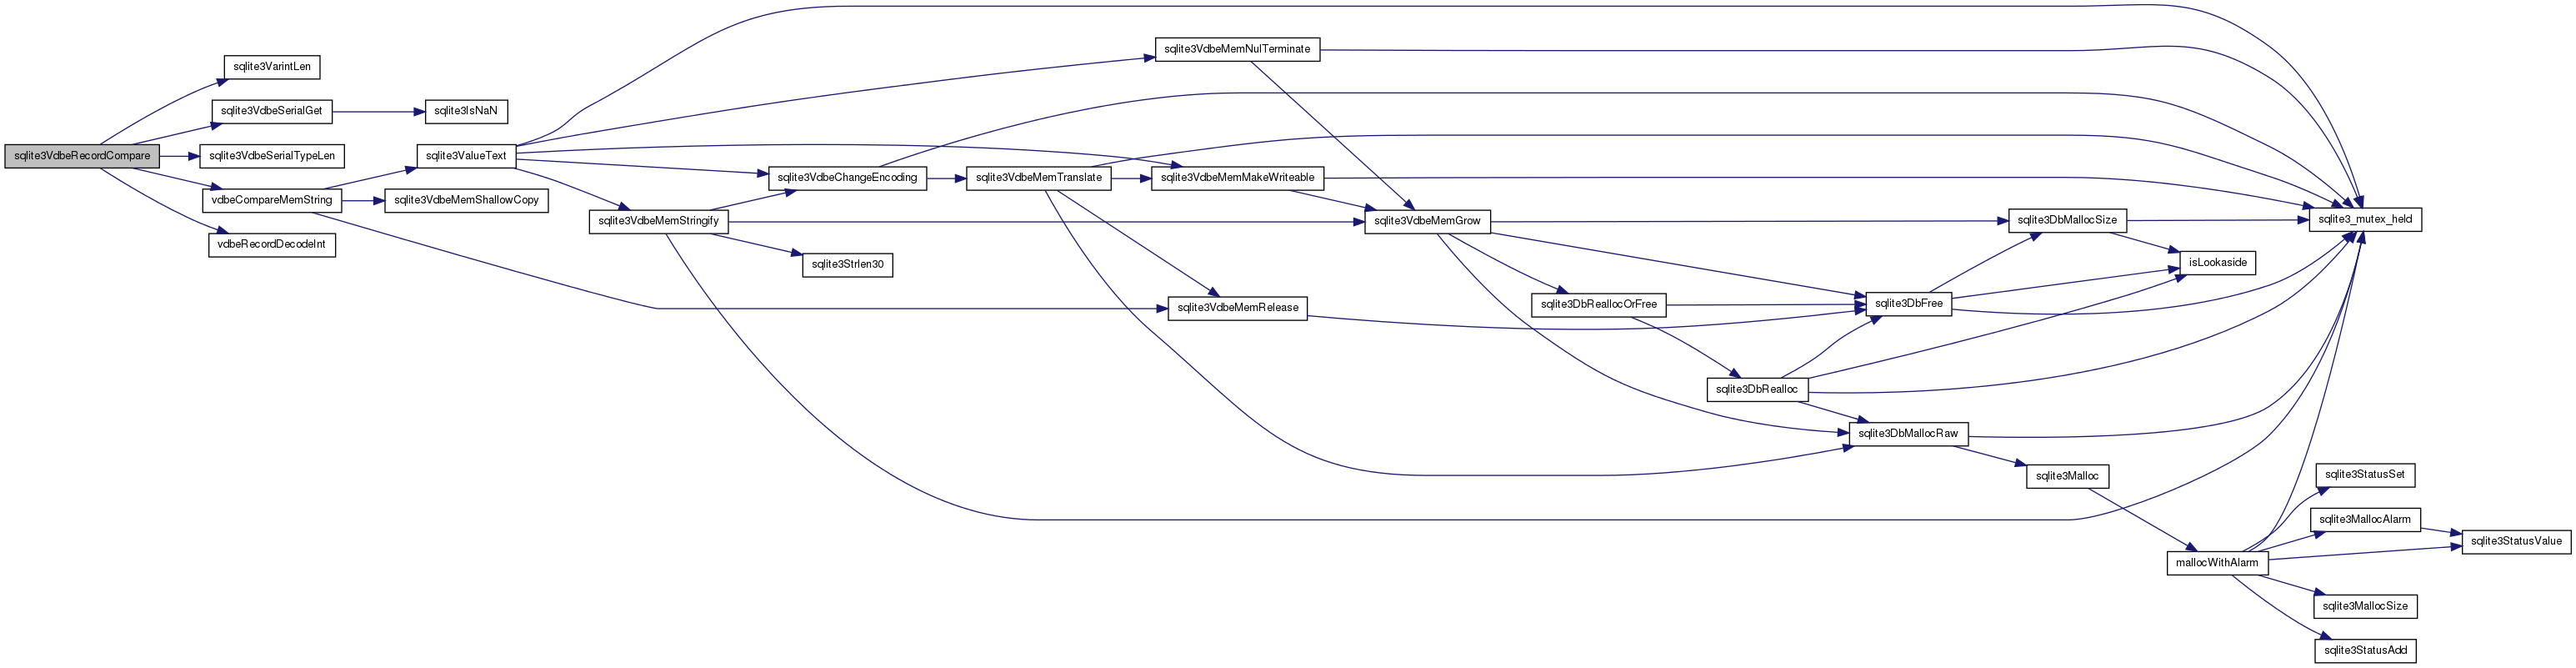 sqlite3VdbeRecordCompare
sqlite3VarintLen
sqlite3VdbeSerialGet
sqlite3VdbeSerialTypeLen
vdbeCompareMemString
vdbeRecordDecodeInt
sqlite3IsNaN
sqlite3ValueText
sqlite3VdbeMemShallowCopy
sqlite3VdbeMemStringify
sqlite3VdbeChangeEncoding
sqlite3Strlen30
sqlite3VdbeMemTranslate
sqlite3VdbeMemNulTerminate
sqlite3VdbeMemMakeWriteable
sqlite3VdbeMemRelease
sqlite3VdbeMemGrow
sqlite3DbReallocOrFree
sqlite3DbRealloc
sqlite3DbFree
sqlite3DbMallocRaw
sqlite3DbMallocSize
sqlite3Malloc
isLookaside
mallocWithAlarm
sqlite3_mutex_held
sqlite3StatusSet
sqlite3MallocAlarm
sqlite3MallocSize
sqlite3StatusAdd
sqlite3StatusValue